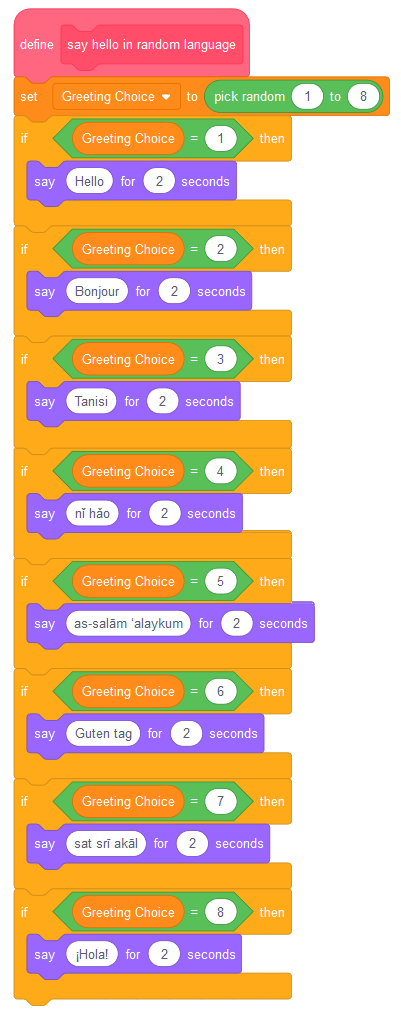 define say hello in random language
set Greeting Choice to pick random 1 to 8
if Greeting Choice = 1 then
say Hello for 2 seconds
if Greeting Choice = 2 then
say Bonjour for 2 seconds
if Greeting Choice = 3 then
say Tanisi for 2 seconds
if Greeting Choice = 4 then
say nǐ hǎo for 2 seconds
if Greeting Choice = 5 then
say as-salām ʻalaykum for 2 seconds
if Greeting Choice = 6 then
say Guten tag for 2 seconds
if Greeting Choice = 7 then
say sat srī akāl for 2 seconds
if Greeting Choice = 8 then
say ¡Hola! for 2 seconds